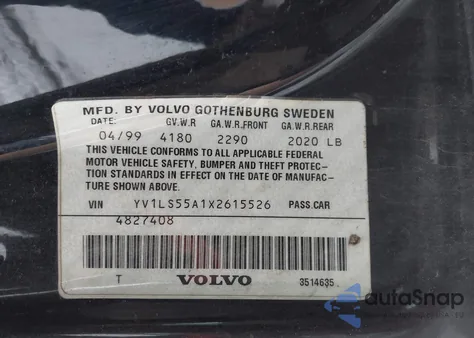 MFD. BY VOLVO GOTHENBURG SWEDEN
DATE: GV.W.R GA.W.R.FRONT GA.W.R.REAR
04/99 4180 2290 2020 LB
THIS VEHICLE CONFORMS TO ALL APPLICABLE FEDERAL
MOTOR VEHICLE SAFETY, BUMPER AND THEFT PROTEC-
TION STANDARDS IN EFFECT ON THE DATE OF MANUFAC-
TURE SHOWN ABOVE
VIN YV1LS55A1X2615526 PASS.CAR
4827408
T VOLVO 3514635
autoSnap